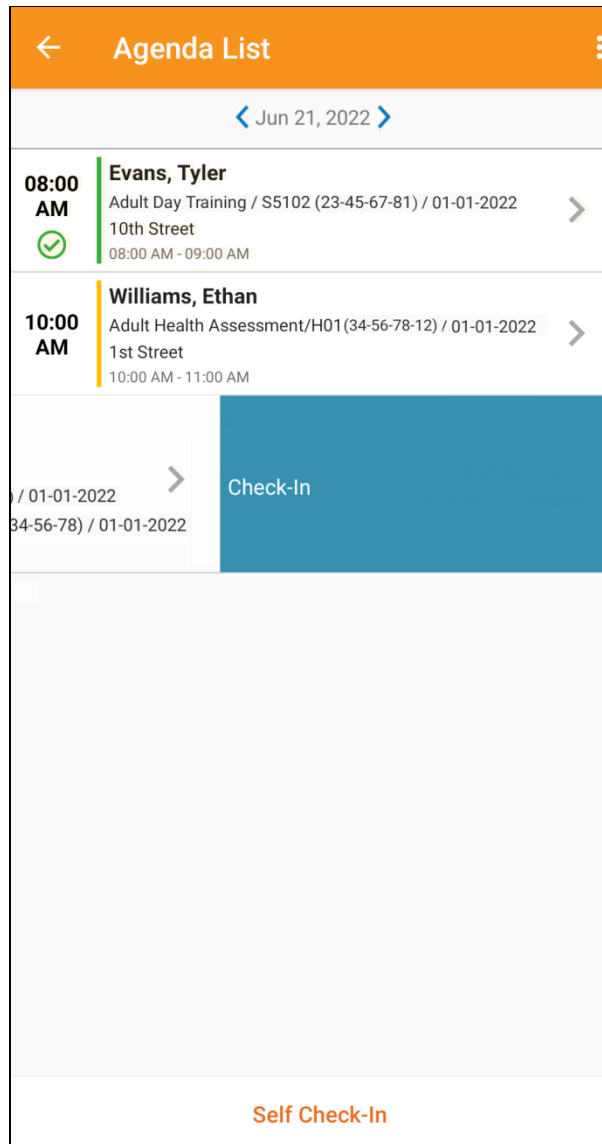 Agenda List
Jun 21, 2022
08:00
AM
Evans, Tyler
Adult Day Training / S5102 (23-45-67-81) / 01-01-2022
10th Street
08:00 AM - 09:00 AM
10:00
AM
Williams, Ethan
Adult Health Assessment/H01(34-56-78-12) / 01-01-2022
1st Street
10:00 AM - 11:00 AM
) / 01-01-2022
34-56-78) / 01-01-2022
Check-In
Self Check-In